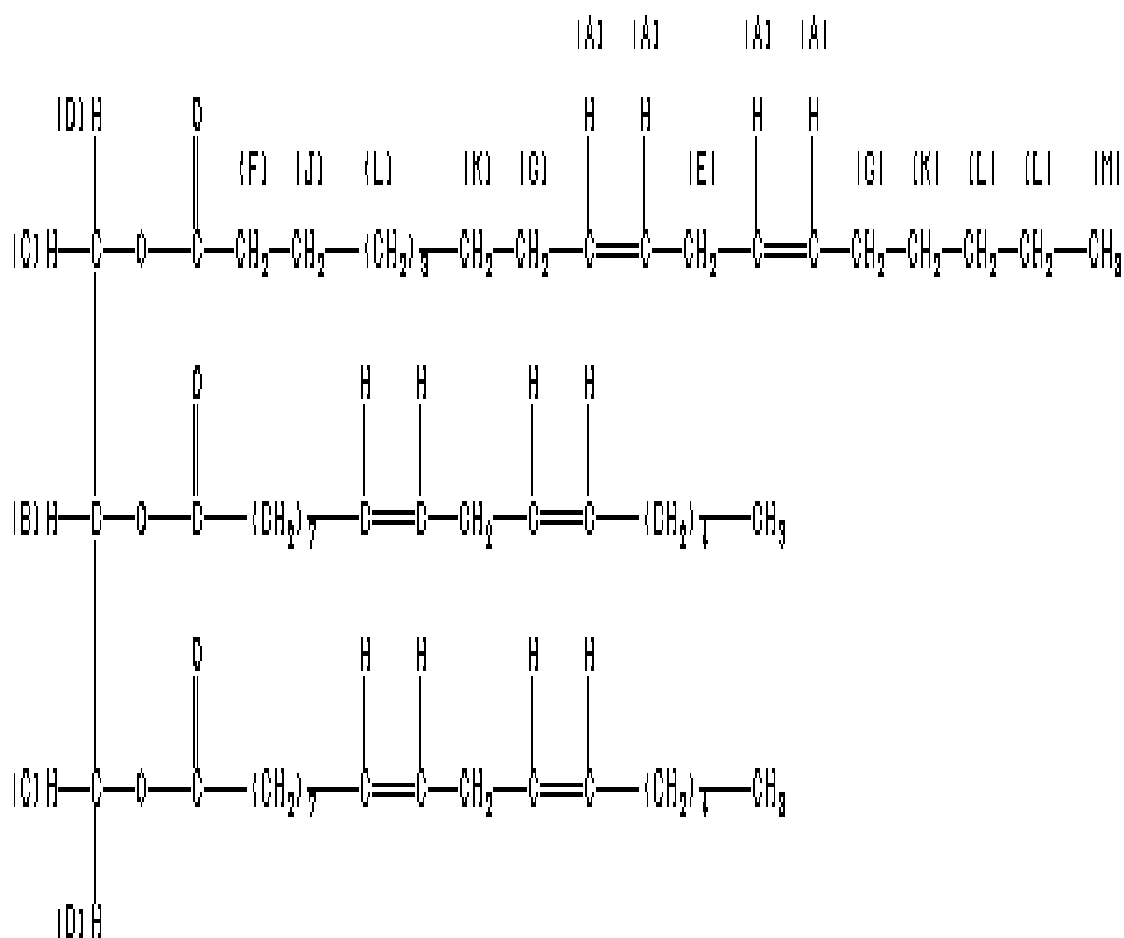 (A) (A) (A) (A)
(D)H O H H H H
(F) (J) (L) (K) (G) (E) (G) (K) (L) (L) (M)
(C)H C O C CH2 CH2 (CH2)3 CH2 CH2 C C CH2 C C CH2 CH2 CH2 CH2 CH3
O H H H H
(B)H C O C (CH2)7 C C CH2 C C (CH2)4 CH3
O H H H H
(C)H C O C (CH2)7 C C CH2 C C (CH2)4 CH3
(D)H